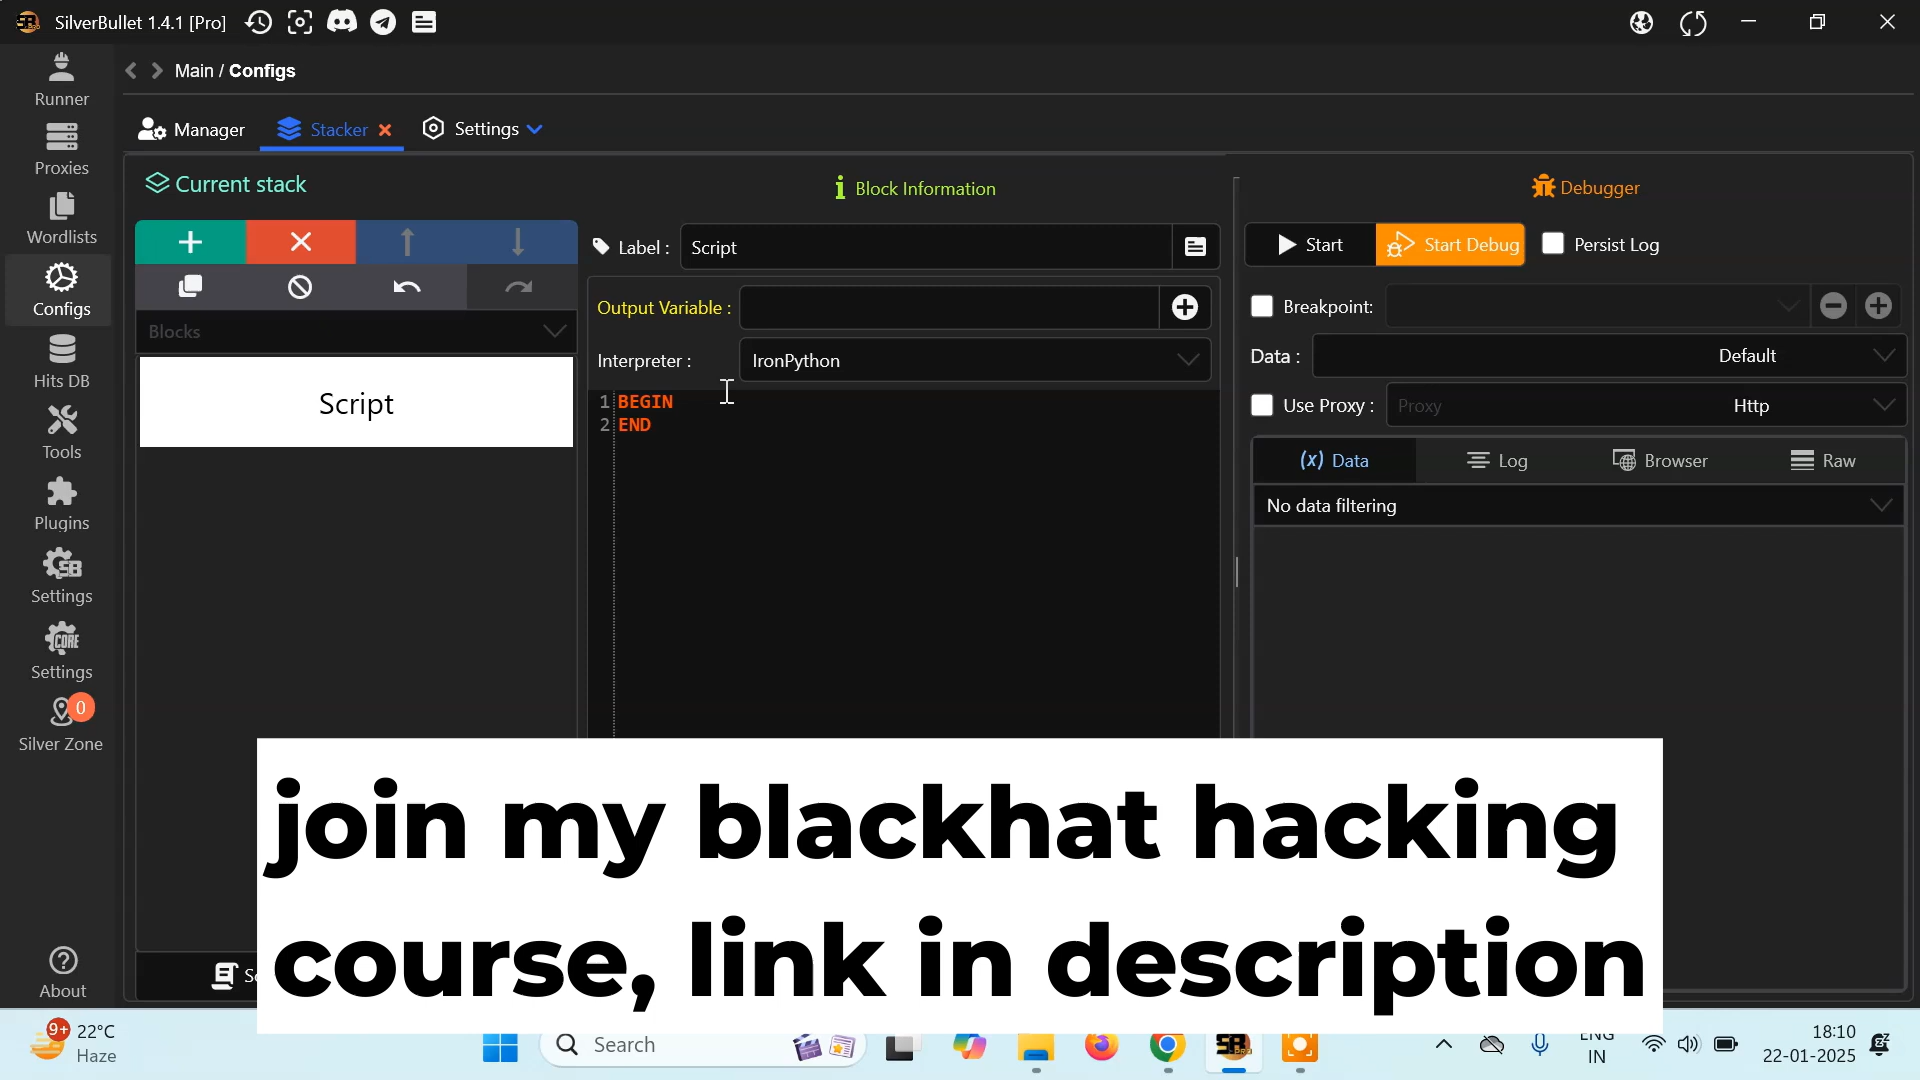 SilverBullet 1.4.1 [Pro]
Runner
Proxies
Wordlists
Configs
Hits DB
Tools
Plugins
Settings
Settings
0
Silver Zone
About
Main / Configs
Manager
Stacker
Settings
Current stack
Blocks
Script
Block Information
Label :
Script
Output Variable :
Interpreter :
IronPython
1 BEGIN
2 END
Debugger
Start
Start Debug
Persist Log
Breakpoint:
Data :
Default
Use Proxy :
Proxy
Http
(x) Data
Log
Browser
Raw
No data filtering
join my blackhat hacking
course, link in description
9+
22°C
Haze
Search
ENG
IN
18:10
22-01-2025